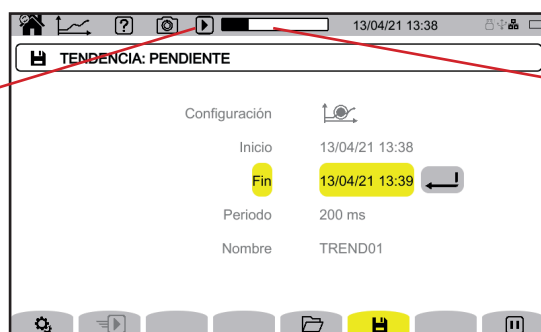 ? 13/04/21 13:38
TENDENCIA: PENDIENTE
Configuración
Inicio 13/04/21 13:38
Fin 13/04/21 13:39
Periodo 200 ms
Nombre TREND01